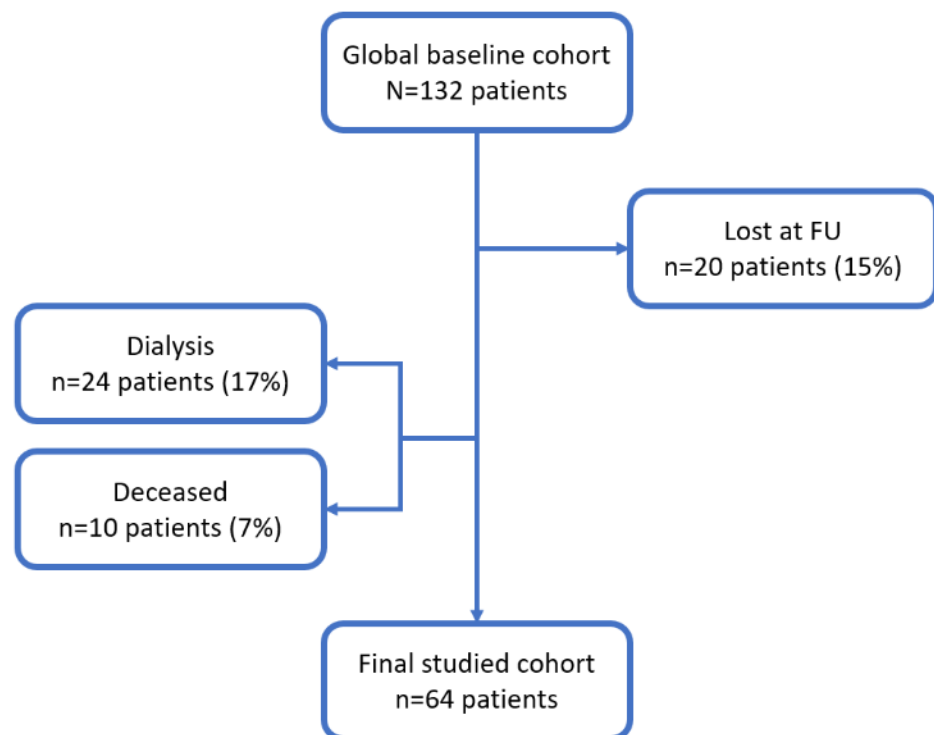 Global baseline cohort
N=132 patients
Lost at FU
n=20 patients (15%)
Dialysis
n=24 patients (17%)
Deceased
n=10 patients (7%)
Final studied cohort
n=64 patients